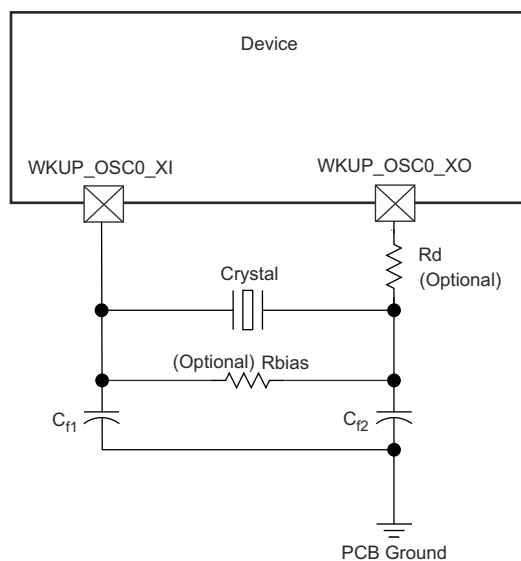 Device
WKUP_OSC0_XI
WKUP_OSC0_XO
Rd
(Optional)
Crystal
(Optional) Rbias
Cf1
Cf2
PCB Ground